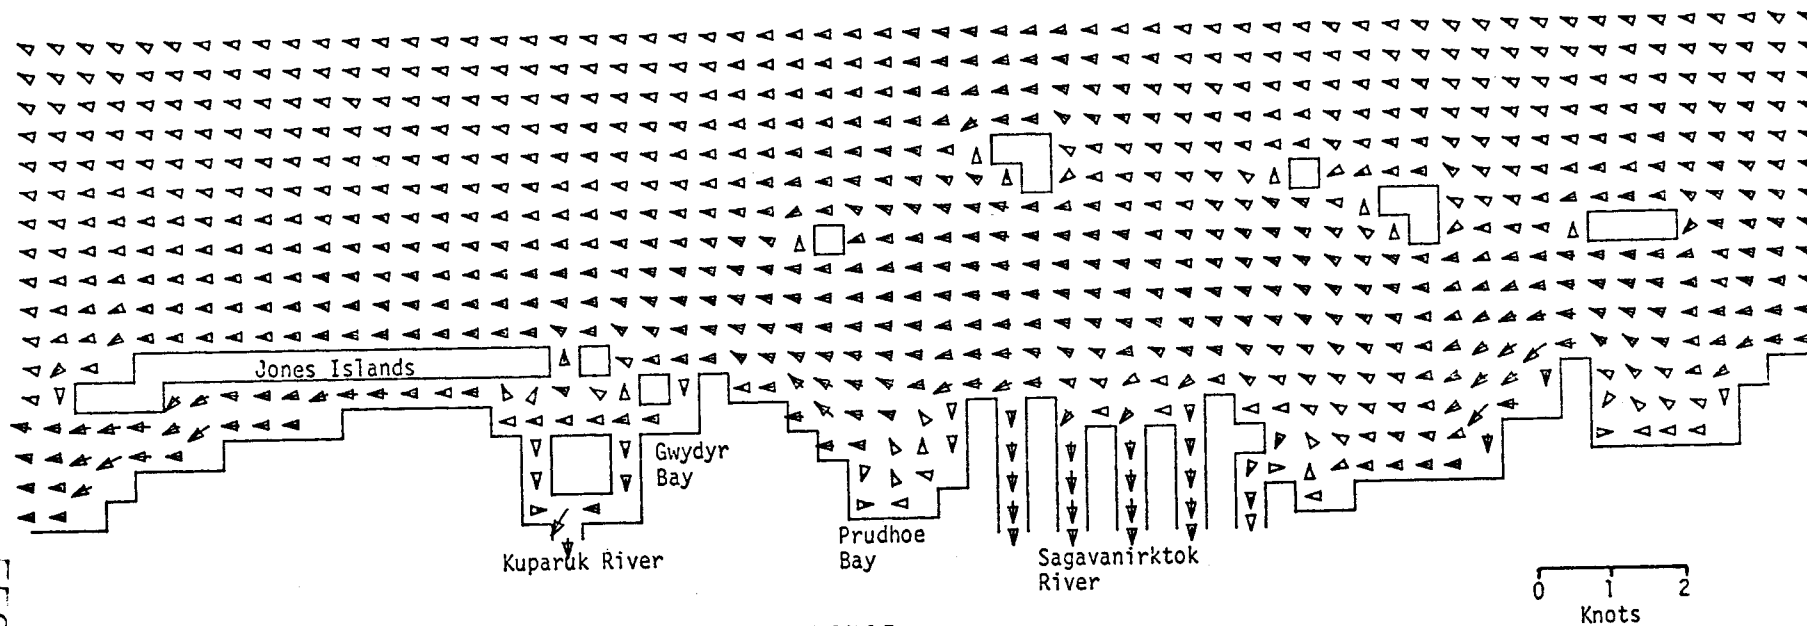 Jones Islands
Gwydyr
Bay
Kuparuk River
Prudhoe
Bay
Sagavanirktok
River
0 1 2
Knots